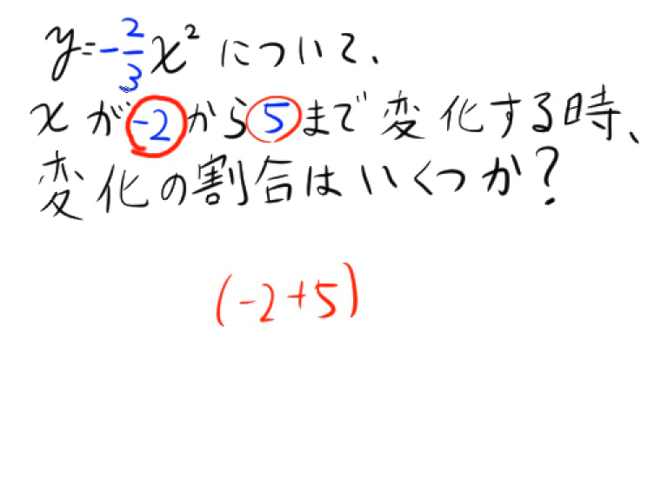 y=-2/3x² について、
xが-2から5まで変化する時、
変化の割合はいくつか?
(-2+5)